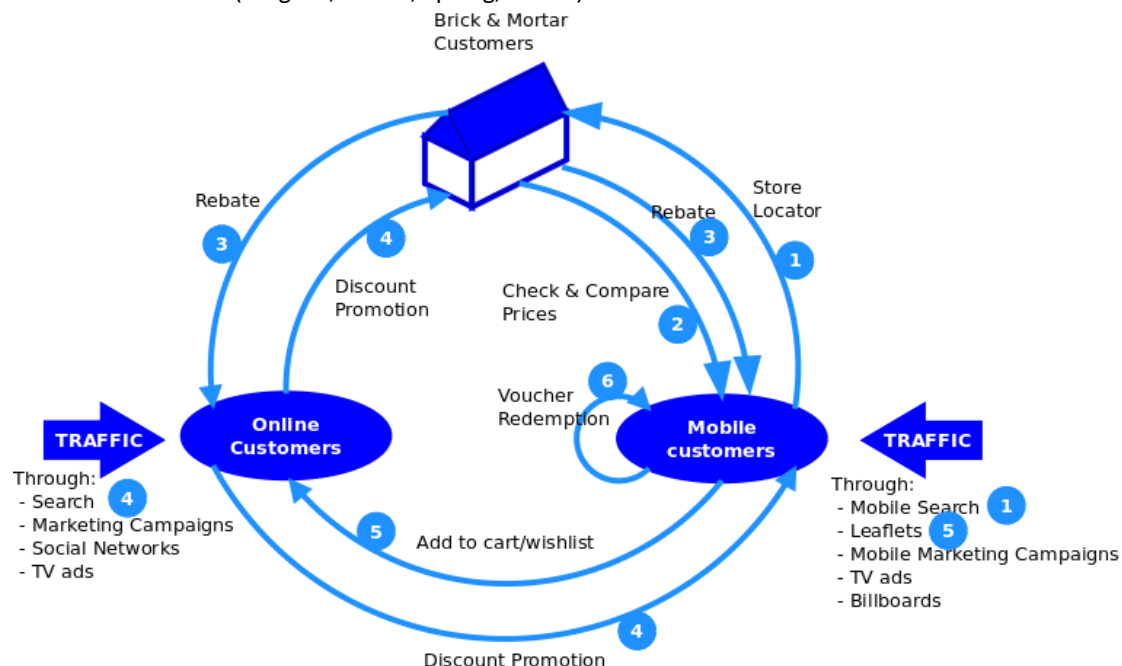 Brick & Mortar
Customers
Rebate
3
4
Discount
Promotion
Rebate
3
Store
Locator
1
Check & Compare
Prices
2
6
Voucher
Redemption
Online
Customers
Mobile
customers
TRAFFIC
TRAFFIC
Through:
- Search 4
- Marketing Campaigns
- Social Networks
- TV ads
Through:
- Mobile Search 1
- Leaflets 5
- Mobile Marketing Campaigns
- TV ads
- Billboards
5
Add to cart/wishlist
4
Discount Promotion